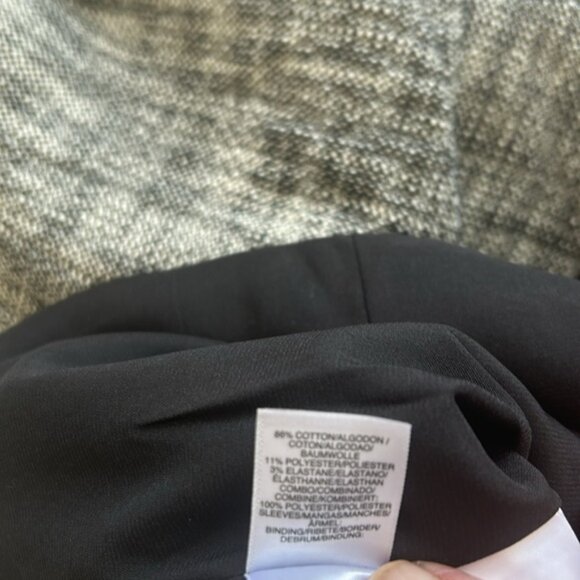 86% COTTON/ALGODON/
COTON/ALGODAO/
BAUMWOLLE
11% POLYESTER/POLIESTER
3% ELASTANE/ELASTANO/
ÉLASTHANNE/ELASTHAN
COMBO/COMBINADO/
COMBINE/KOMBINIERT:
100% POLYESTER/POLIESTER
SLEEVES/MANGAS/MANCHES/
ÄRMEL:
BINDING/RIBETE/BORDER/
DEBRUM/BINDUNG: